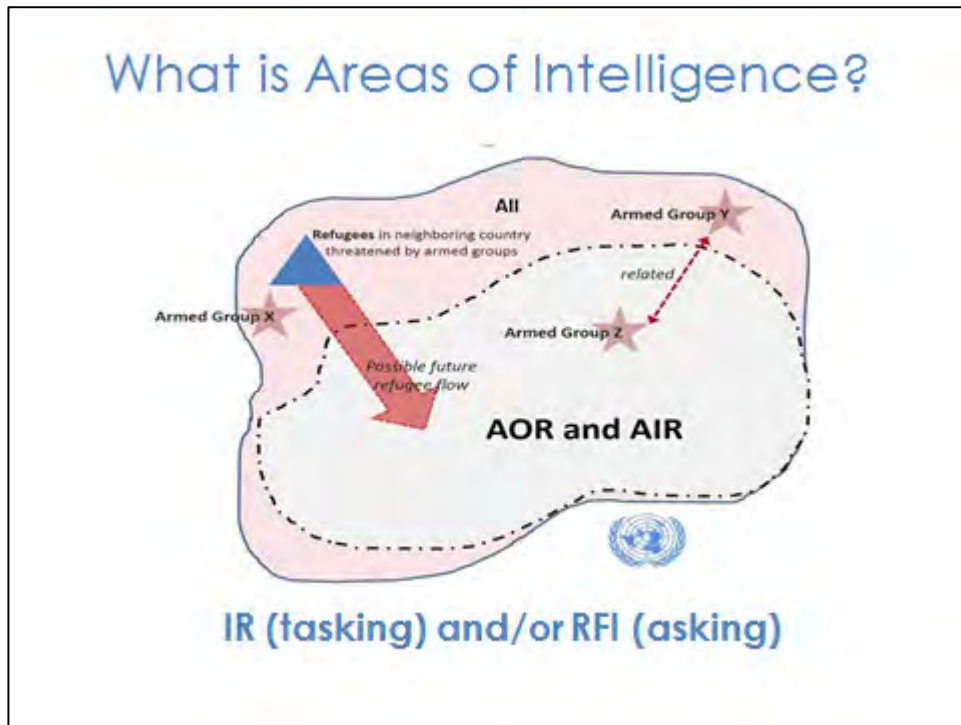 What is Areas of Intelligence?
AII
Refugees in neighboring country
threatened by armed groups
Armed Group Y
related
Armed Group X
Armed Group Z
Possible future
refugee flow
AOR and AIR
IR (tasking) and/or RFI (asking)